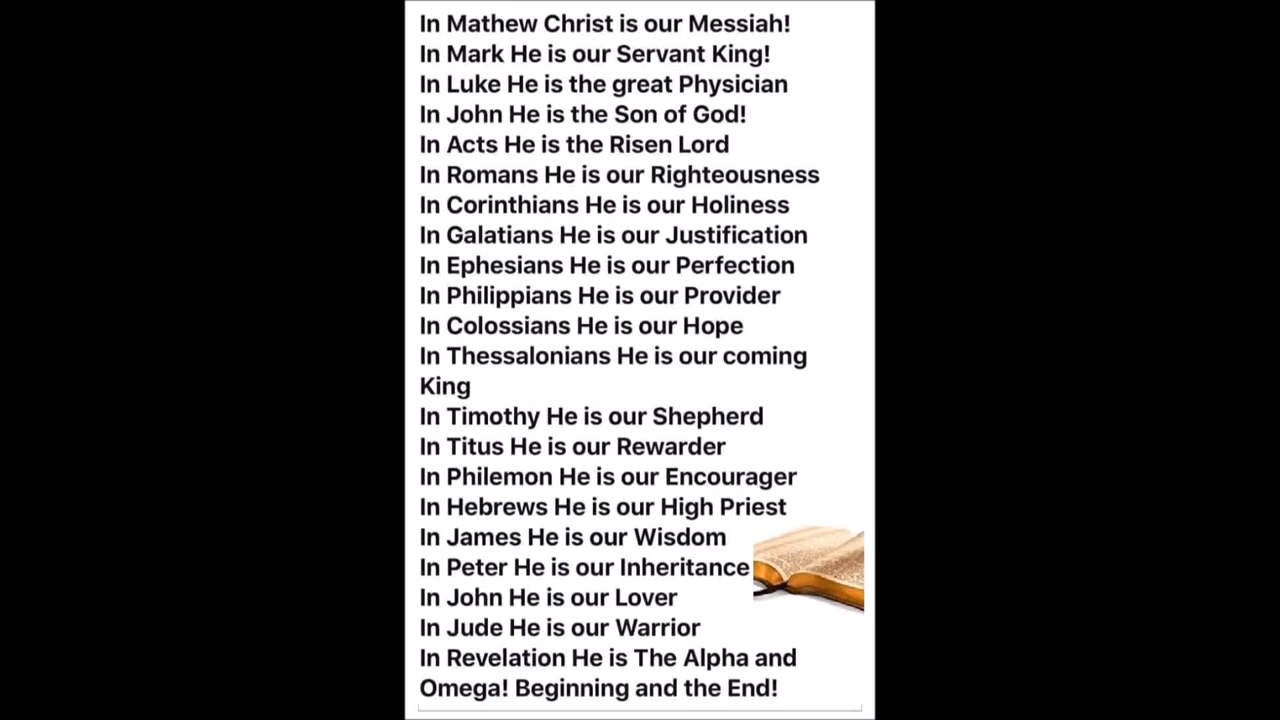 In Mathew Christ is our Messiah!
In Mark He is our Servant King!
In Luke He is the great Physician
In John He is the Son of God!
In Acts He is the Risen Lord
In Romans He is our Righteousness
In Corinthians He is our Holiness
In Galatians He is our Justification
In Ephesians He is our Perfection
In Philippians He is our Provider
In Colossians He is our Hope
In Thessalonians He is our coming
King
In Timothy He is our Shepherd
In Titus He is our Rewarder
In Philemon He is our Encourager
In Hebrews He is our High Priest
In James He is our Wisdom
In Peter He is our Inheritance
In John He is our Lover
In Jude He is our Warrior
In Revelation He is The Alpha and
Omega! Beginning and the End!